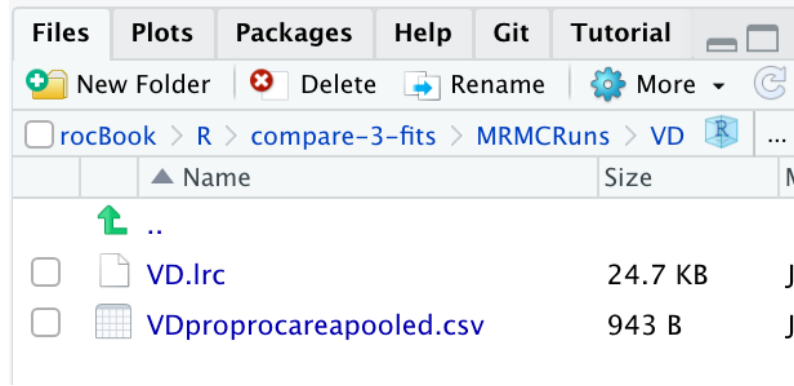 Files Plots Packages Help Git Tutorial
New Folder Delete Rename More
rocBook > R > compare-3-fits > MRMCRuns > VD R ...
Name Size
..
VD.lrc 24.7 KB J
VDproprocareapooled.csv 943 B J